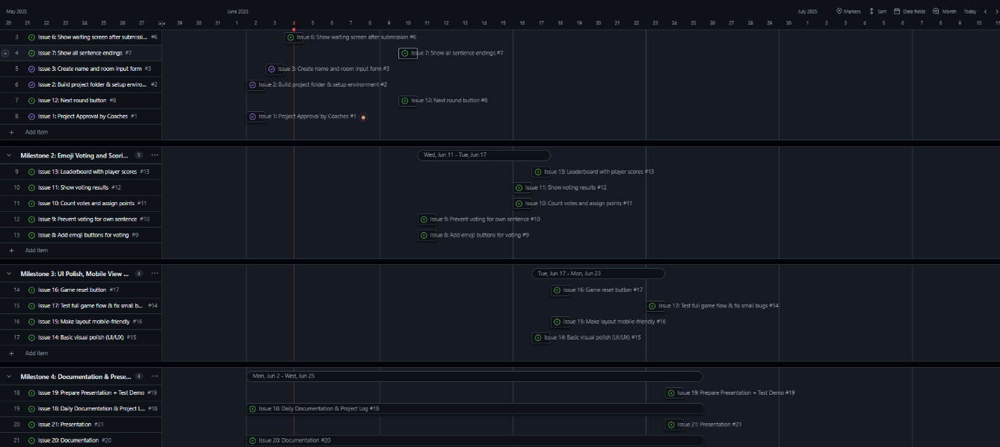 May 2025 June 2025 July 2025 Markers Sort Date fields Month Today
20 21 22 23 24 25 26 27 29 30 31 1 2 3 4 5 6 7 8 9 10 11 12 13 14 15 16 17 18 19 20 21 22 23 24 25 26 27 28 29 30 1 2 3 4 5 6 7 8 9 10 11
3 Issue 6: Show waiting screen after submissi... #6 Issue 6: Show waiting screen after submission #6
4 Issue 7: Show all sentence endings #7 Issue 7: Show all sentence endings #7
5 Issue 3: Create name and room input form #3 Issue 3: Create name and room input form #3
6 Issue 2: Build project folder & setup enviro... #2 Issue 2: Build project folder & setup environment #2
7 Issue 12: Next round button #8 Issue 12: Next round button #8
8 Issue 1: Project Approval by Coaches #1 Issue 1: Project Approval by Coaches #1
+ Add item
Milestone 2: Emoji Voting and Scori... 5 ... Wed, Jun 11 - Tue, Jun 17
9 Issue 13: Leaderboard with player scores #13 Issue 13: Leaderboard with player scores #13
10 Issue 11: Show voting results #12 Issue 11: Show voting results #12
11 Issue 10: Count votes and assign points #11 Issue 10: Count votes and assign points #11
12 Issue 9: Prevent voting for own sentence #10 Issue 9: Prevent voting for own sentence #10
13 Issue 8: Add emoji buttons for voting #9 Issue 8: Add emoji buttons for voting #9
+ Add item
Milestone 3: UI Polish, Mobile View ... 4 ... Tue, Jun 17 - Mon, Jun 23
14 Issue 16: Game reset button #17 Issue 16: Game reset button #17
15 Issue 17: Test full game flow & fix small b... #14 Issue 17: Test full game flow & fix small bugs #14
16 Issue 15: Make layout mobile-friendly #16 Issue 15: Make layout mobile-friendly #16
17 Issue 14: Basic visual polish (UI/UX) #15 Issue 14: Basic visual polish (UI/UX) #15
+ Add item
Milestone 4: Documentation & Prese... 4 ... Mon, Jun 2 - Wed, Jun 25
18 Issue 19: Prepare Presentation + Test Demo #19 Issue 19: Prepare Presentation + Test Demo #19
19 Issue 18: Daily Documentation & Project L... #18 Issue 18: Daily Documentation & Project Log #18
20 Issue 21: Presentation #21 Issue 21: Presentation #21
21 Issue 20: Documentation #20 Issue 20: Documentation #20